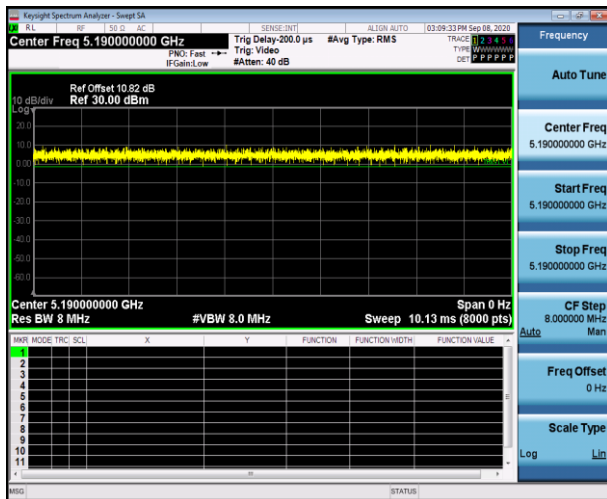 Keysight Spectrum Analyzer - Swept SA
RL RF 50 Ω AC SENSE:INT ALIGN AUTO 03:09:33 PM Sep 08, 2020
Center Freq 5.190000000 GHz
PNO: Fast
IFGain:Low
Trig Delay-200.0 µs
Trig: Video
#Atten: 40 dB
#Avg Type: RMS
TRACE 1 2 3 4 5 6
TYPE WWWWWW
DET P P P P P P
Ref Offset 10.82 dB
10 dB/div Ref 30.00 dBm
Log
20.0
10.0
0.00
-10.0
-20.0
-30.0
-40.0
-50.0
-60.0
Center 5.190000000 GHz Span 0 Hz
Res BW 8 MHz #VBW 8.0 MHz Sweep 10.13 ms (8000 pts)
MKR MODE TRC SCL X Y FUNCTION FUNCTION WIDTH FUNCTION VALUE
1
2
3
4
5
6
7
8
9
10
11
MSG STATUS
Frequency
Auto Tune
Center Freq
5.190000000 GHz
Start Freq
5.190000000 GHz
Stop Freq
5.190000000 GHz
CF Step
8.000000 MHz
Auto Man
Freq Offset
0 Hz
Scale Type
Log Lin